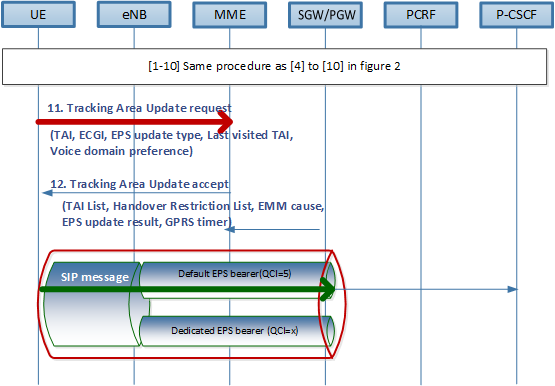 UE eNB MME SGW/PGW PCRF P-CSCF
[1-10] Same procedure as [4] to [10] in figure 2
11. Tracking Area Update request
(TAI, ECGI, EPS update type, Last visited TAI,
Voice domain preference)
12. Tracking Area Update accept
(TAI List, Handover Restriction List, EMM cause,
EPS update result, GPRS timer)
SIP message
Default EPS bearer(QCI=5)
Dedicated EPS bearer (QCI=x)